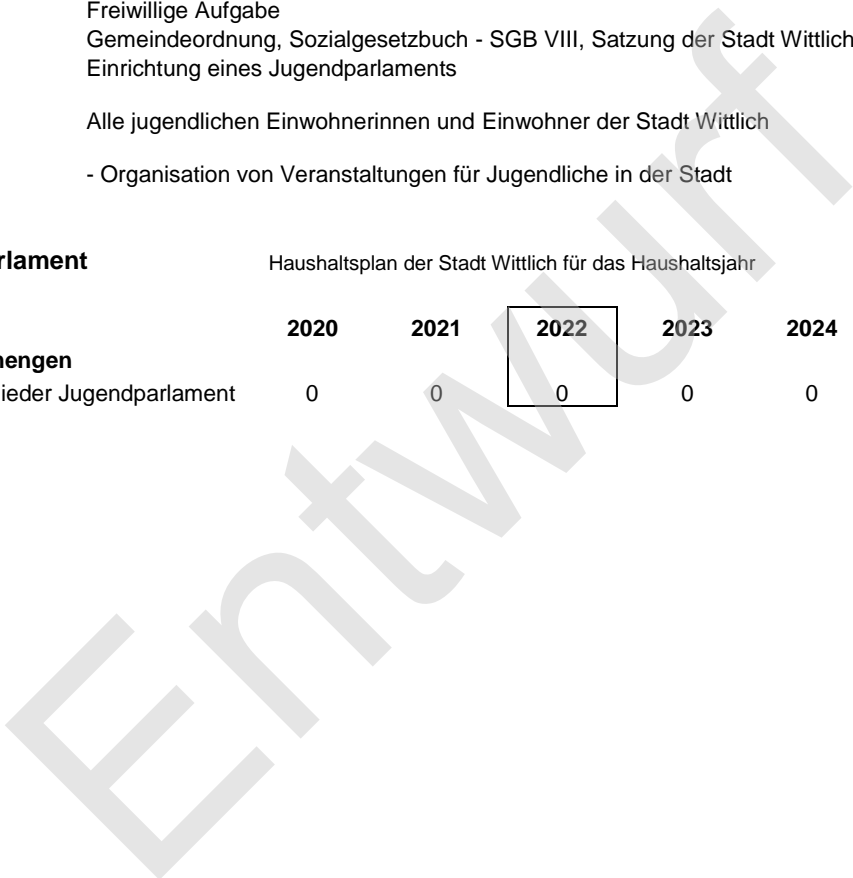 Freiwillige Aufgabe
Gemeindeordnung, Sozialgesetzbuch - SGB VIII, Satzung der Stadt Wittlich
Einrichtung eines Jugendparlaments
Alle jugendlichen Einwohnerinnen und Einwohner der Stadt Wittlich
- Organisation von Veranstaltungen für Jugendliche in der Stadt
rlament Haushaltsplan der Stadt Wittlich für das Haushaltsjahr
2020 2021 2022 2023 2024
engen
ieder Jugendparlament 0 0 0 0 0
Entwurf